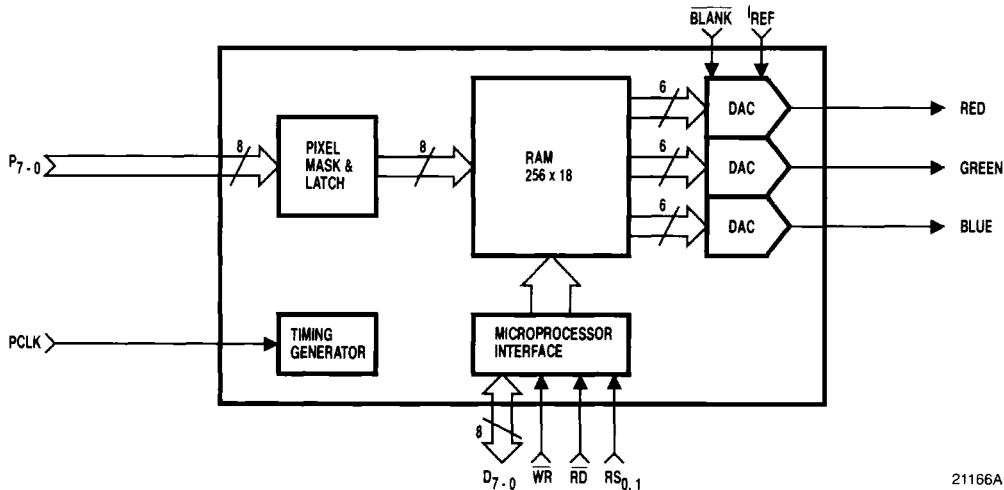 BLANK
IREF
6
DAC
RED
P7-0
8
PIXEL
MASK &
LATCH
8
RAM
256 x 18
6
DAC
GREEN
6
DAC
BLUE
PCLK
TIMING
GENERATOR
MICROPROCESSOR
INTERFACE
8
D7-0
WR
RD
RS0, 1
21166A